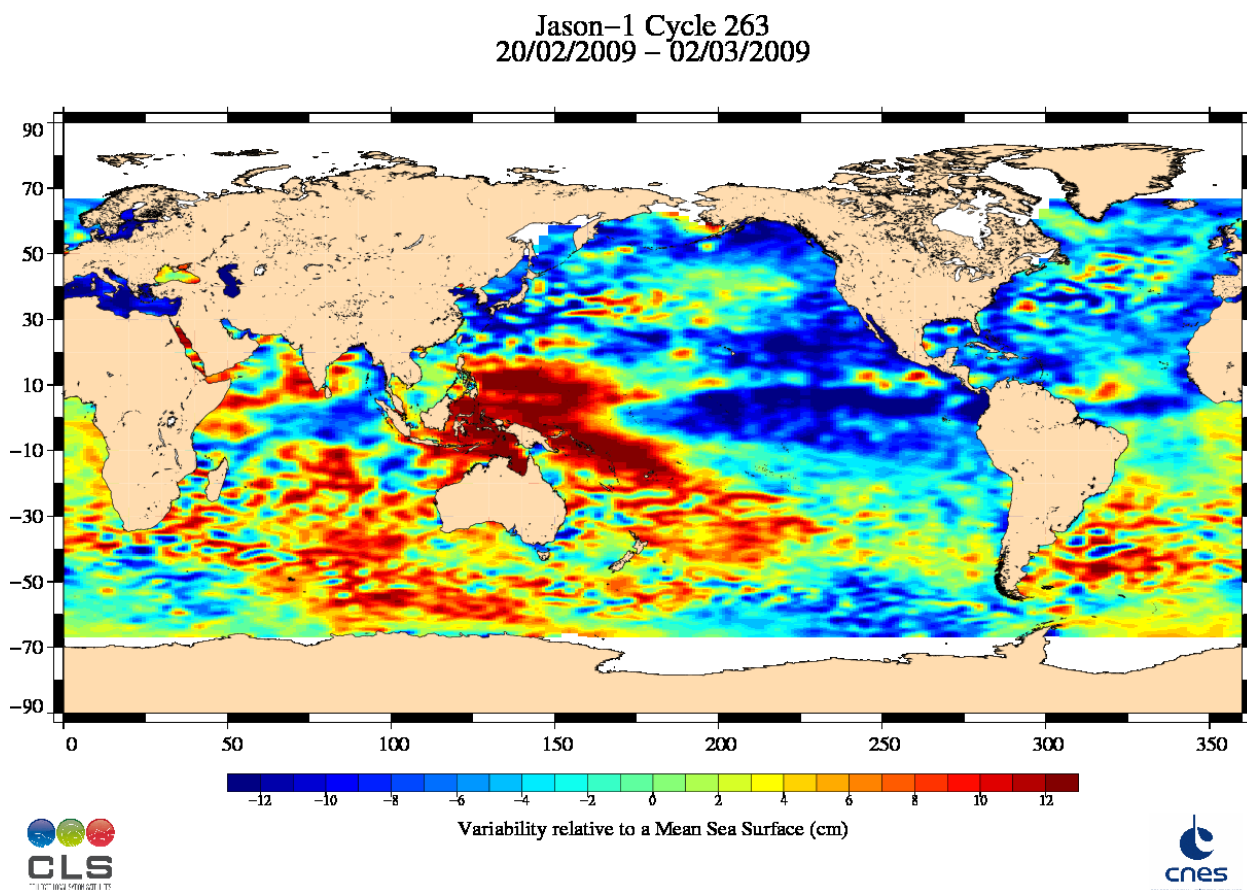 Jason−1 Cycle 263
20/02/2009 − 02/03/2009
90
70
50
30
10
−10
−30
−50
−70
−90
0 50 100 150 200 250 300 350
−12 −10 −8 −6 −4 −2 0 2 4 6 8 10 12
Variability relative to a Mean Sea Surface (cm)
CLS
cnes